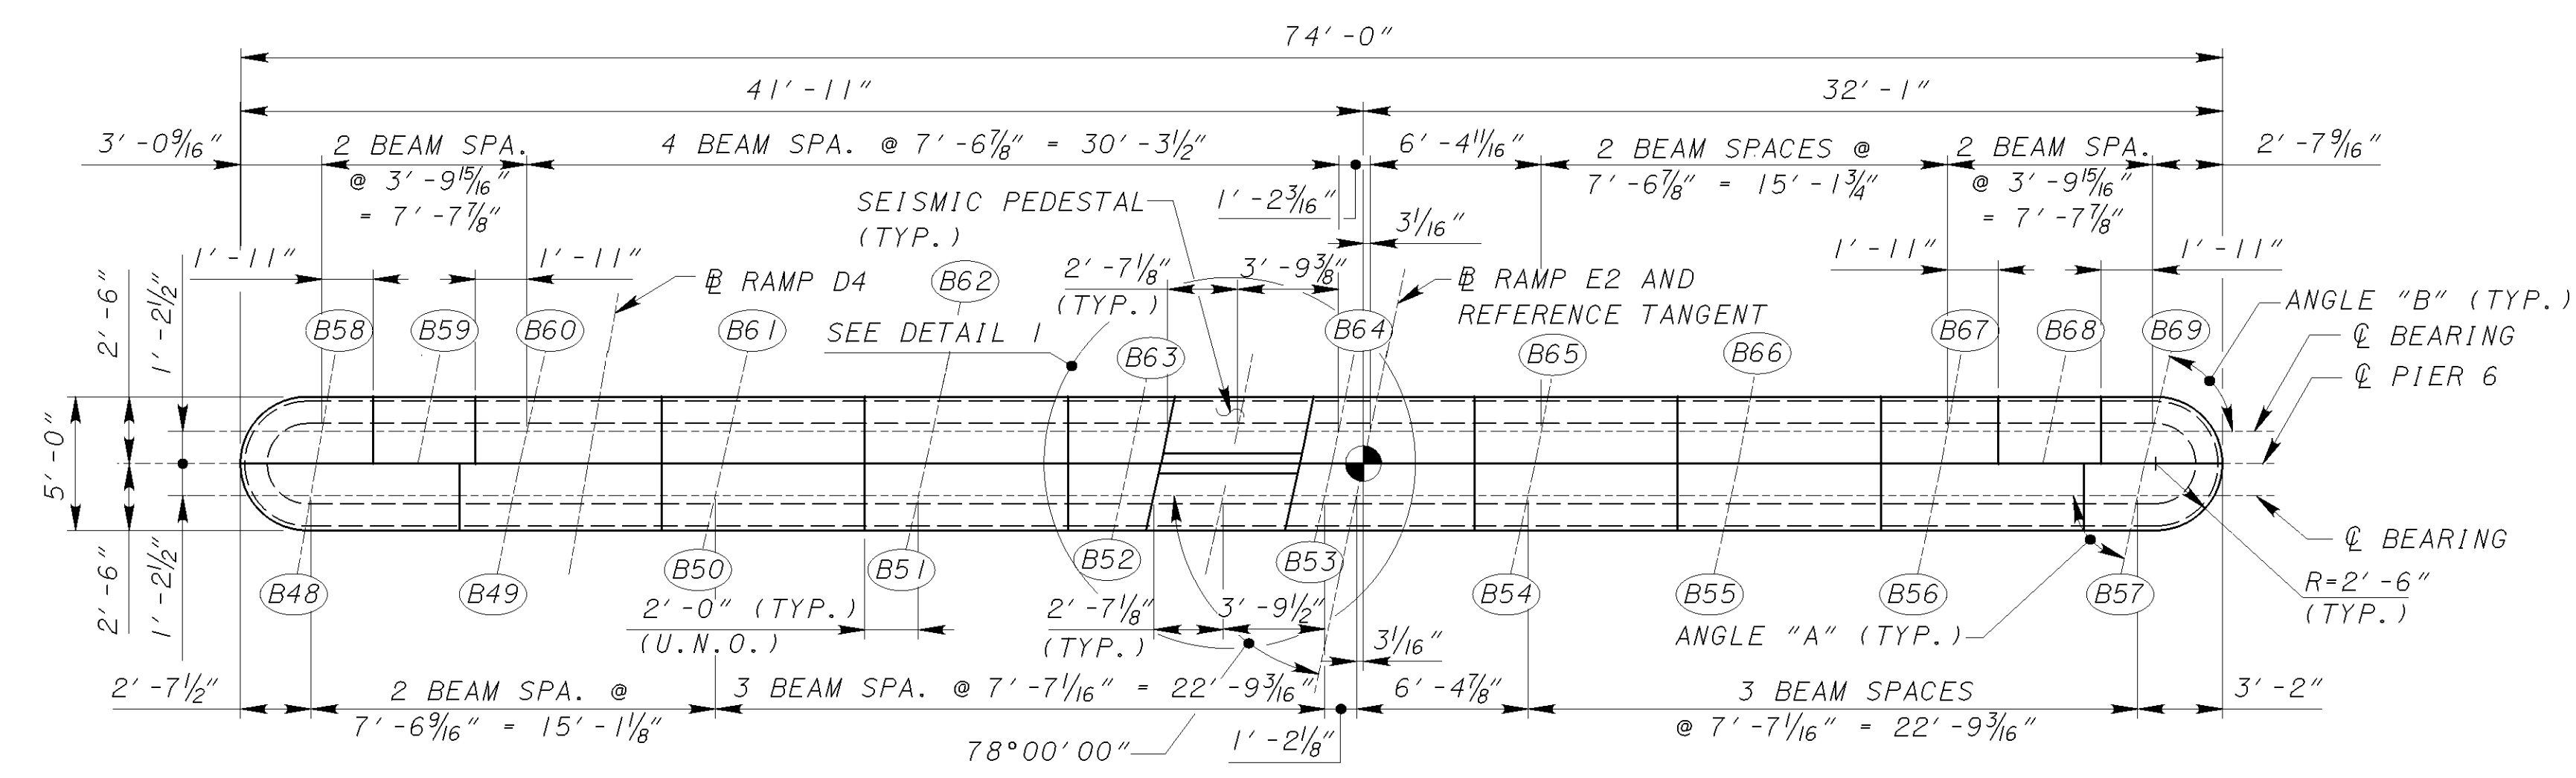 74'-0"
41'-11"
32'-1"
3'-0 9/16"
2 BEAM SPA.
@ 3'-9 15/16"
= 7'-7 7/8"
4 BEAM SPA. @ 7'-6 7/8" = 30'-3 1/2"
6'-4 11/16"
2 BEAM SPACES @
7'-6 7/8" = 15'-1 3/4"
2 BEAM SPA.
@ 3'-9 15/16"
= 7'-7 7/8"
2'-7 9/16"
SEISMIC PEDESTAL
(TYP.)
1'-2 3/16"
3 1/16"
1'-11"
1'-11"
1'-11"
1'-11"
℄ RAMP D4
2'-7 1/8"
(TYP.)
3'-9 3/8"
℄ RAMP E2 AND
REFERENCE TANGENT
SEE DETAIL 1
ANGLE "B" (TYP.)
℄ BEARING
℄ PIER 6
2'-6"
1'-2 1/2"
5'-0"
2'-6"
1'-2 1/2"
B58
B59
B60
B61
B62
B63
B64
B65
B66
B67
B68
B69
B48
B49
B50
B51
B52
B53
B54
B55
B56
B57
℄ BEARING
R=2'-6"
(TYP.)
2'-0" (TYP.)
(U.N.O.)
2'-7 1/8"
(TYP.)
3'-9 1/2"
3 1/16"
ANGLE "A" (TYP.)
2'-7 1/2"
2 BEAM SPA. @
7'-6 9/16" = 15'-1 1/8"
3 BEAM SPA. @ 7'-7 1/16" = 22'-9 3/16"
6'-4 7/8"
3 BEAM SPACES
@ 7'-7 1/16" = 22'-9 3/16"
3'-2"
78°00'00"
1'-2 1/8"